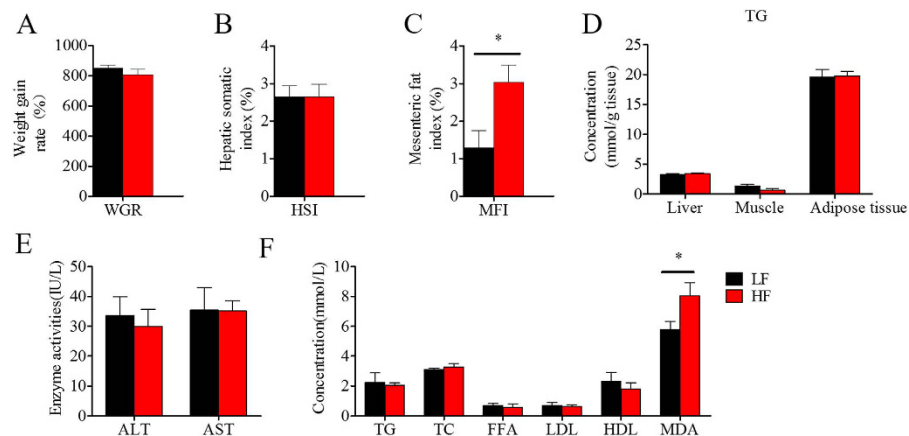 A
Weight gain
rate (%)
1000
800
600
400
200
0
WGR
B
Hepatic somatic
index (%)
4
3
2
1
0
HSI
C
*
Mesenteric fat
index (%)
4
3
2
1
0
MFI
D
TG
Concentration
(mmol/g tissue)
25
20
15
10
5
0
Liver Muscle Adipose tissue
E
Enzyme activities(IU/L)
50
40
30
20
10
0
ALT AST
F
Concentration(mmol/L)
10
8
6
4
2
0
*
TG TC FFA LDL HDL MDA
LF
HF